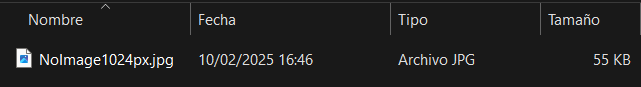 Nombre Fecha Tipo Tamaño
NoImage1024px.jpg 10/02/2025 16:46 Archivo JPG 55 KB